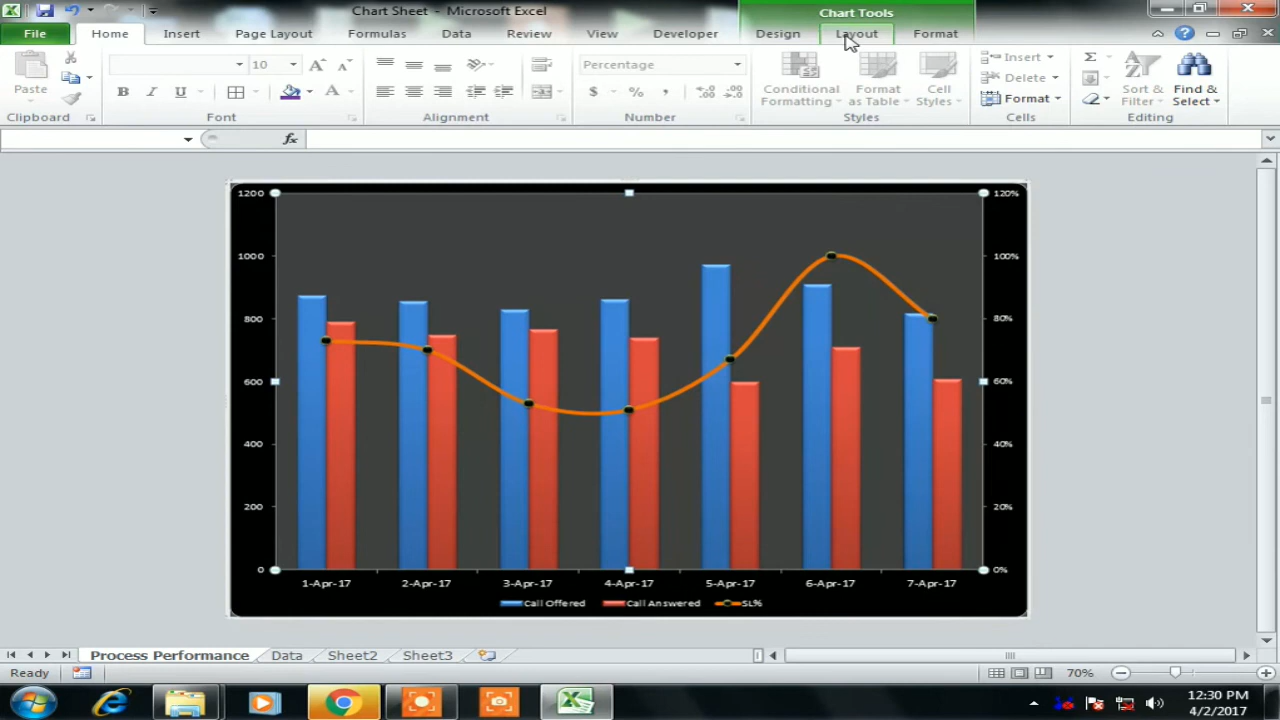 Chart Sheet - Microsoft Excel
Chart Tools
File Home Insert Page Layout Formulas Data Review View Developer Design Layout Format
Paste
10
Percentage
$ % ,
Conditional Formatting
Format as Table
Cell Styles
Insert
Delete
Format
Sort & Filter
Find & Select
Clipboard Font Alignment Number Styles Cells Editing
fx
1200 120%
1000 100%
800 80%
600 60%
400 40%
200 20%
0 0%
1-Apr-17 2-Apr-17 3-Apr-17 4-Apr-17 5-Apr-17 6-Apr-17 7-Apr-17
Call Offered Call Answered SL%
Process Performance Data Sheet2 Sheet3
Ready 70%
12:30 PM
4/2/2017